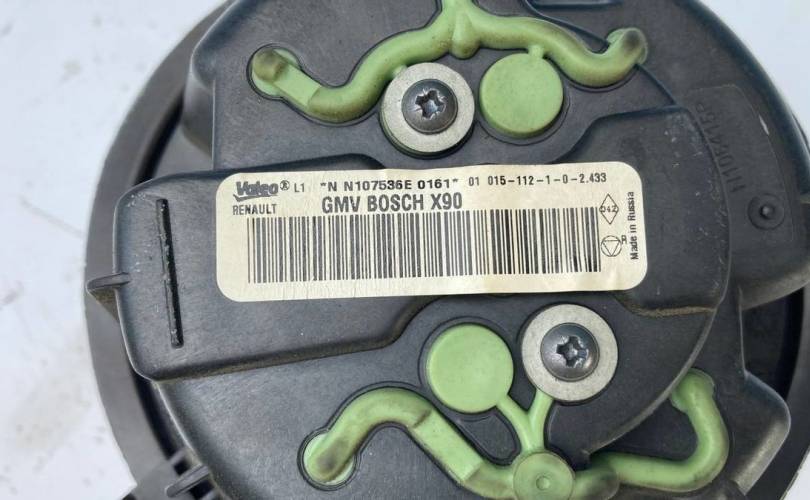 Valeo® L1 *N N107536E 0161* 01 015-112-1-0-2.433
RENAULT GMV BOSCH X90
Made in Russia